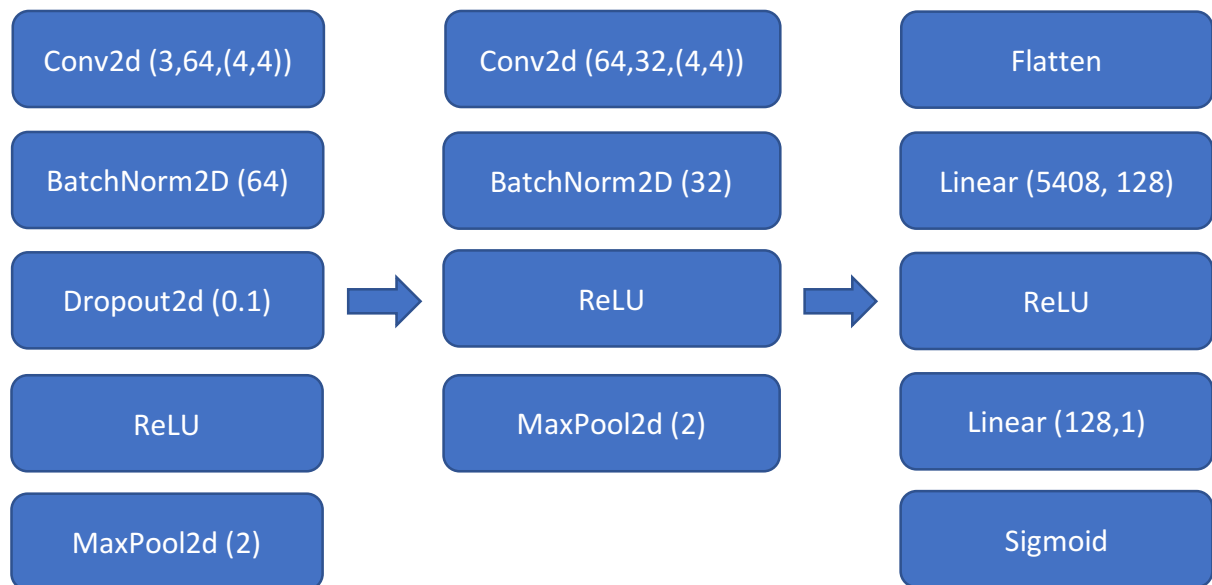 Conv2d (3,64,(4,4))
BatchNorm2D (64)
Dropout2d (0.1)
ReLU
MaxPool2d (2)
Conv2d (64,32,(4,4))
BatchNorm2D (32)
ReLU
MaxPool2d (2)
Flatten
Linear (5408, 128)
ReLU
Linear (128,1)
Sigmoid